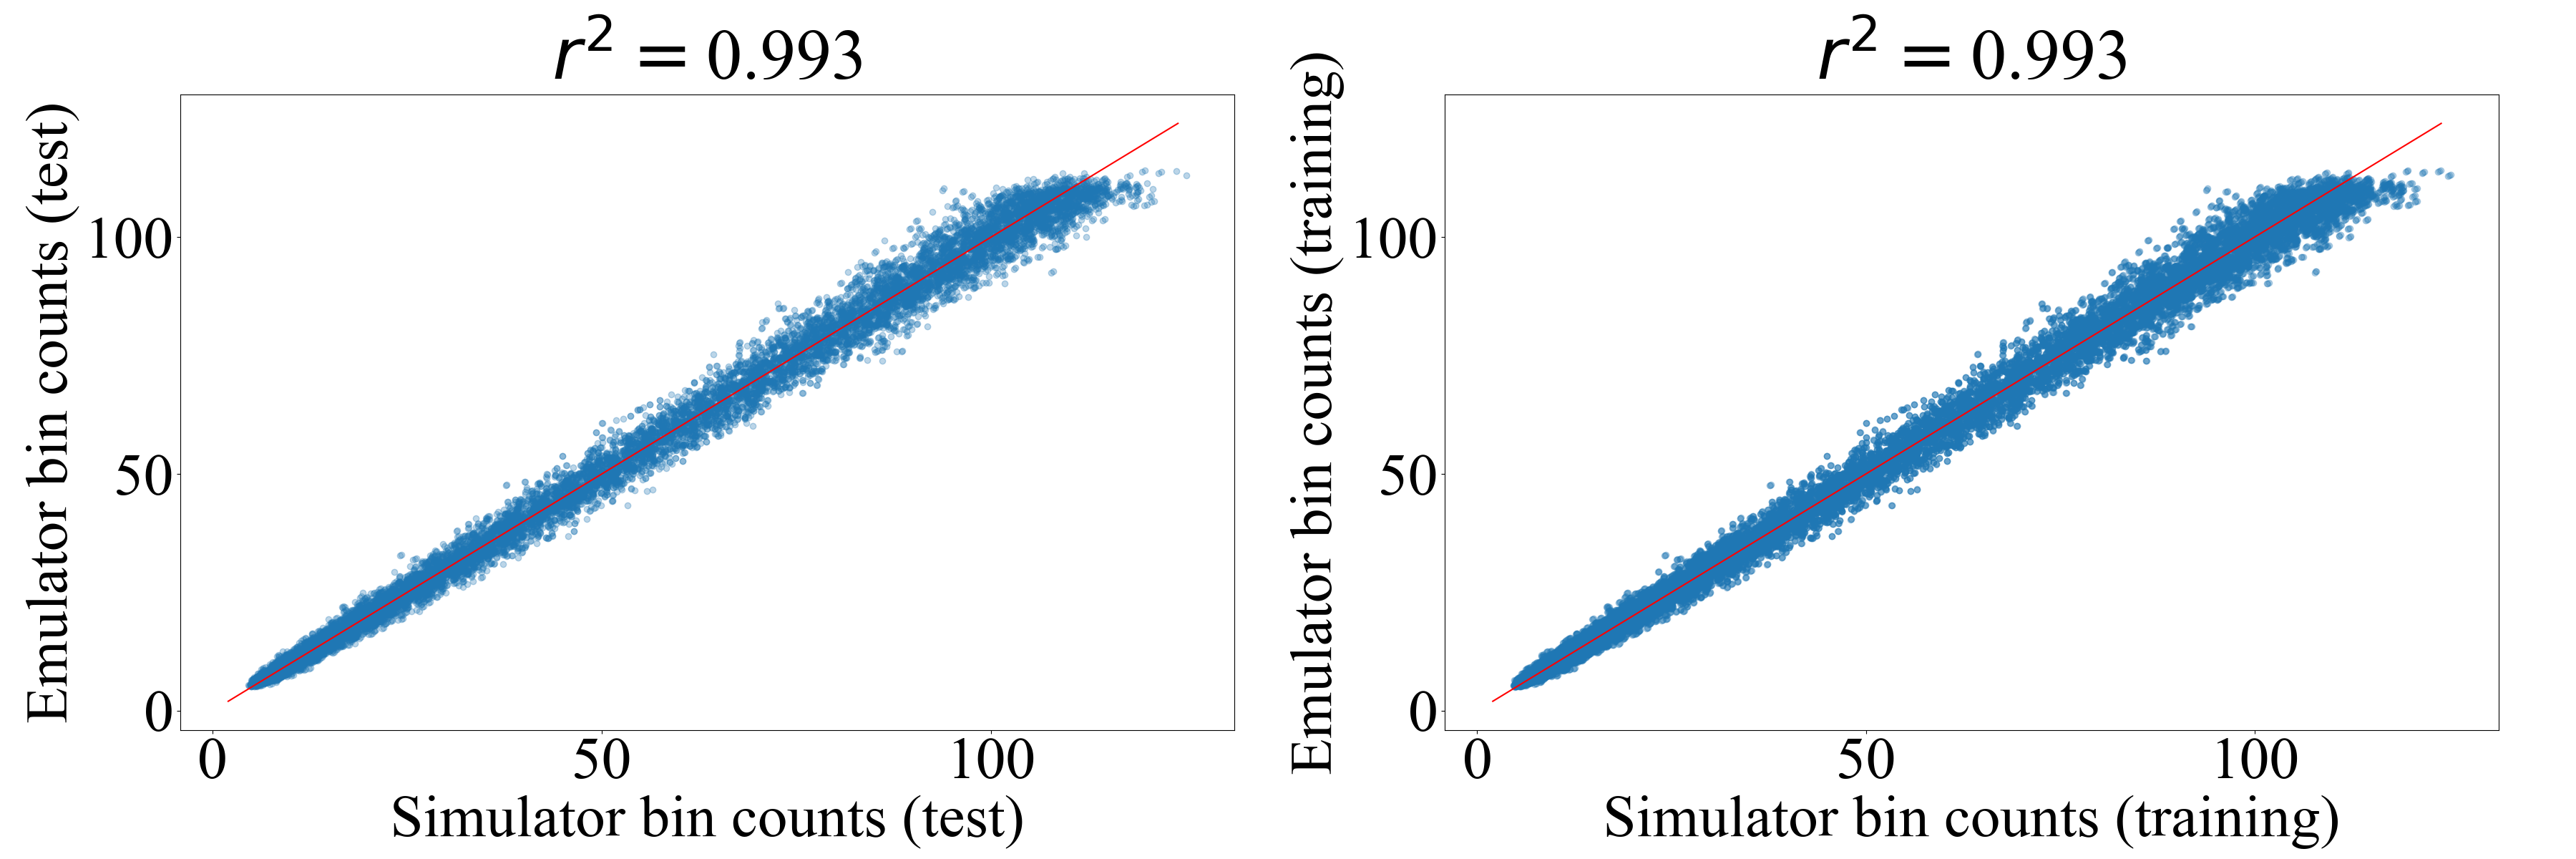 r² = 0.993
Emulator bin counts (test)
100
50
0
0 50 100
Simulator bin counts (test)
r² = 0.993
Emulator bin counts (training)
100
50
0
0 50 100
Simulator bin counts (training)